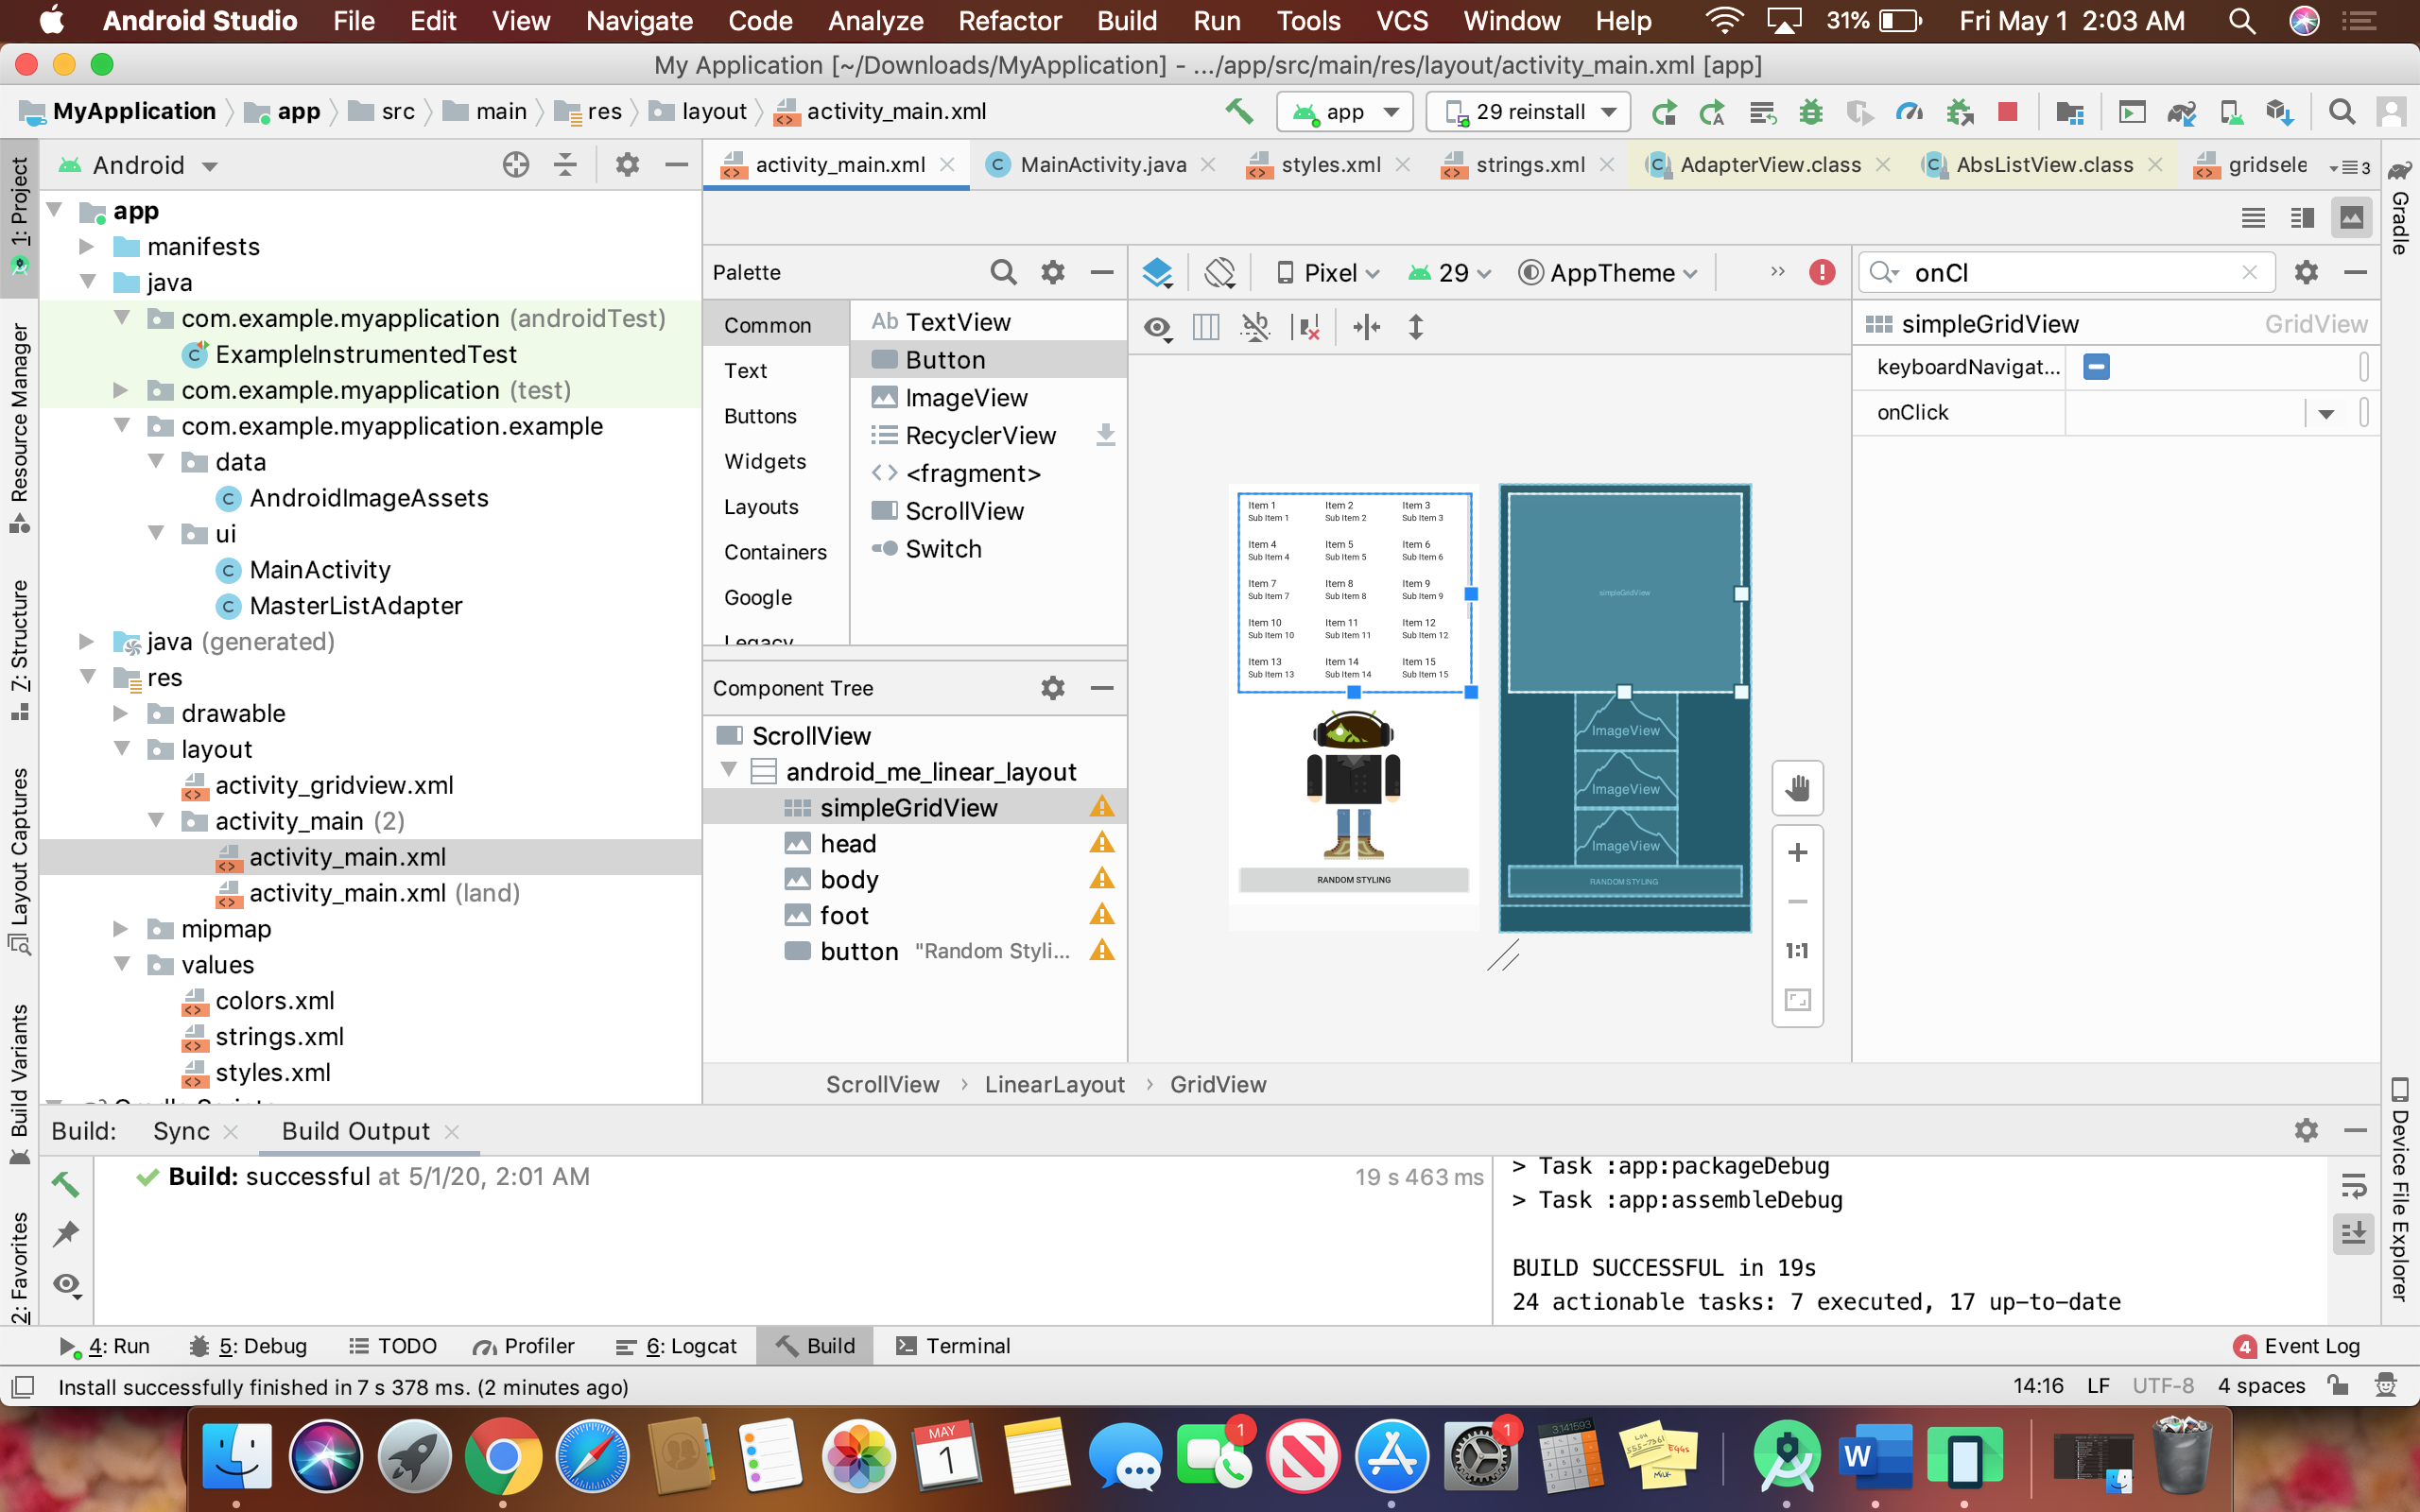 Android Studio File Edit View Navigate Code Analyze Refactor Build Run Tools VCS Window Help 31% Fri May 1 2:03 AM
My Application [~/Downloads/MyApplication] - .../app/src/main/res/layout/activity_main.xml [app]
MyApplication app src main res layout activity_main.xml app 29 reinstall
Android
activity_main.xml MainActivity.java styles.xml strings.xml AdapterView.class AbsListView.class gridsele 3
1: Project
Resource Manager
7: Structure
Layout Captures
Build Variants
2: Favorites
app
manifests
java
com.example.myapplication (androidTest)
ExampleInstrumentedTest
com.example.myapplication (test)
com.example.myapplication.example
data
AndroidImageAssets
ui
MainActivity
MasterListAdapter
java (generated)
res
drawable
layout
activity_gridview.xml
activity_main (2)
activity_main.xml
activity_main.xml (land)
mipmap
values
colors.xml
strings.xml
styles.xml
Palette
Common
Text
Buttons
Widgets
Layouts
Containers
Google
Legacy
Ab TextView
Button
ImageView
RecyclerView
<fragment>
ScrollView
Switch
Component Tree
ScrollView
android_me_linear_layout
simpleGridView
head
body
foot
button "Random Styli...
Pixel 29 AppTheme
Item 1 Item 2 Item 3
Sub Item 1 Sub Item 2 Sub Item 3
Item 4 Item 5 Item 6
Sub Item 4 Sub Item 5 Sub Item 6
Item 7 Item 8 Item 9
Sub Item 7 Sub Item 8 Sub Item 9
Item 10 Item 11 Item 12
Sub Item 10 Sub Item 11 Sub Item 12
Item 13 Item 14 Item 15
Sub Item 13 Sub Item 14 Sub Item 15
RANDOM STYLING
simpleGridView
ImageView
ImageView
ImageView
RANDOM STYLING
1:1
onCl
simpleGridView GridView
keyboardNavigat...
onClick
Gradle
Device File Explorer
ScrollView LinearLayout GridView
Build: Sync Build Output
Build: successful at 5/1/20, 2:01 AM 19 s 463 ms
> Task :app:packageDebug
> Task :app:assembleDebug
BUILD SUCCESSFUL in 19s
24 actionable tasks: 7 executed, 17 up-to-date
4: Run 5: Debug TODO Profiler 6: Logcat Build Terminal 4 Event Log
Install successfully finished in 7 s 378 ms. (2 minutes ago) 14:16 LF UTF-8 4 spaces
MAY
1
1
1
3.141593
EGGS
MILK
W